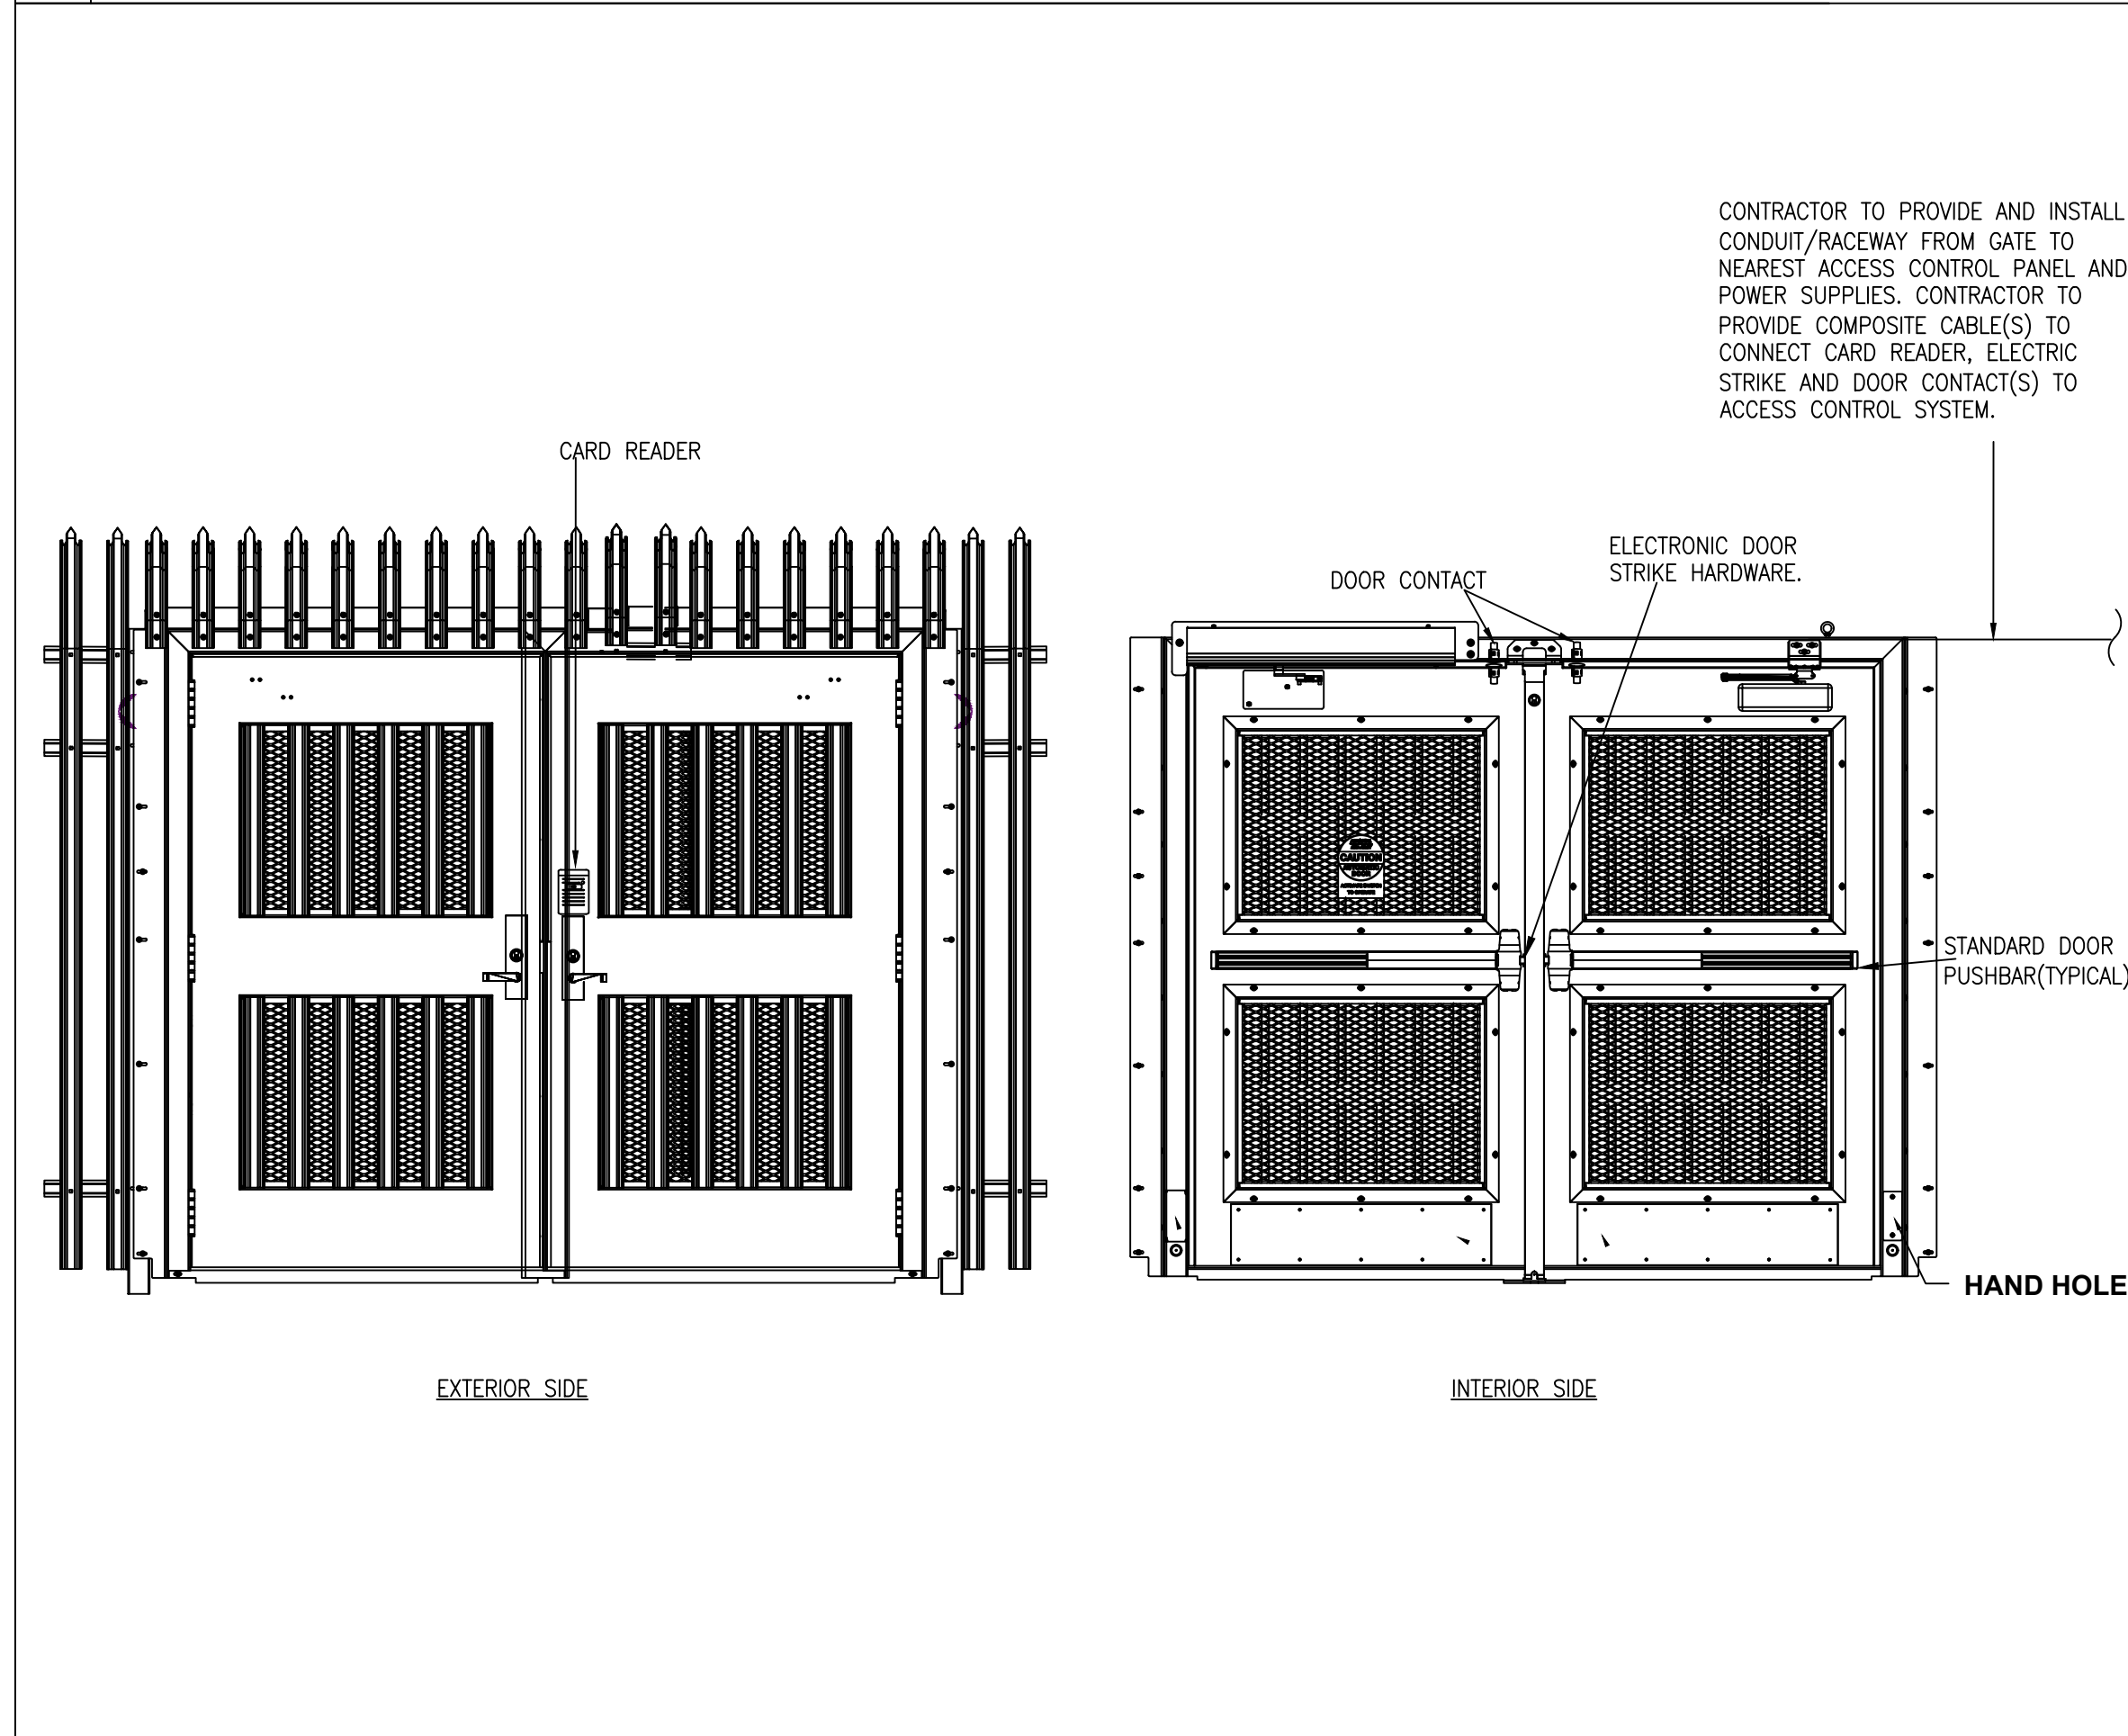 CONTRACTOR TO PROVIDE AND INSTALL
CONDUIT/RACEWAY FROM GATE TO
NEAREST ACCESS CONTROL PANEL AND
POWER SUPPLIES. CONTRACTOR TO
PROVIDE COMPOSITE CABLE(S) TO
CONNECT CARD READER, ELECTRIC
STRIKE AND DOOR CONTACT(S) TO
ACCESS CONTROL SYSTEM.
CARD READER
ELECTRONIC DOOR
STRIKE HARDWARE.
DOOR CONTACT
CAUTION
DOOR
STANDARD DOOR
PUSHBAR(TYPICAL)
HAND HOLE
EXTERIOR SIDE
INTERIOR SIDE